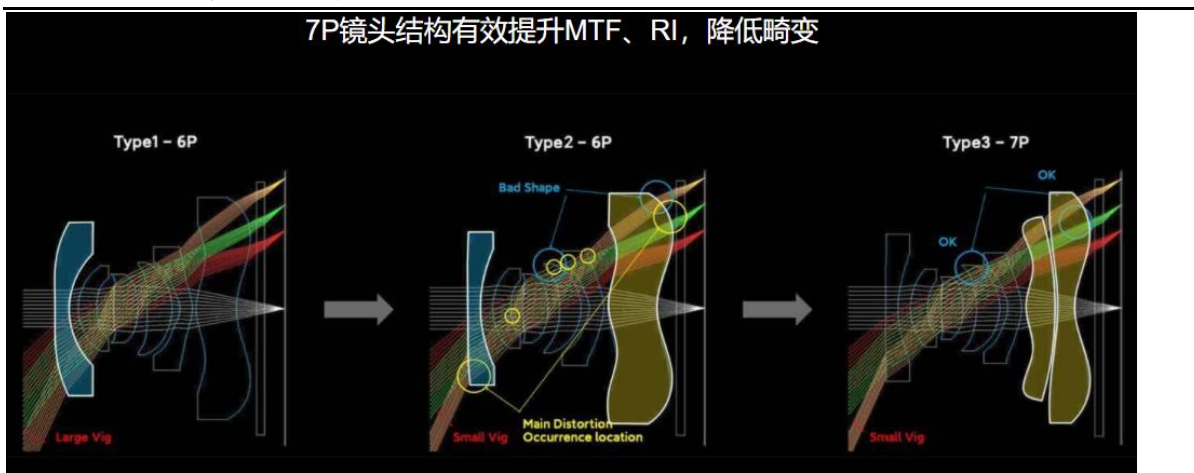 7P镜头结构有效提升MTF、RI，降低畸变
Type1 - 6P
Large Vig
Type2 - 6P
Bad Shape
Small Vig
Main Distortion
Occurrence location
Type3 - 7P
OK
OK
Small Vig